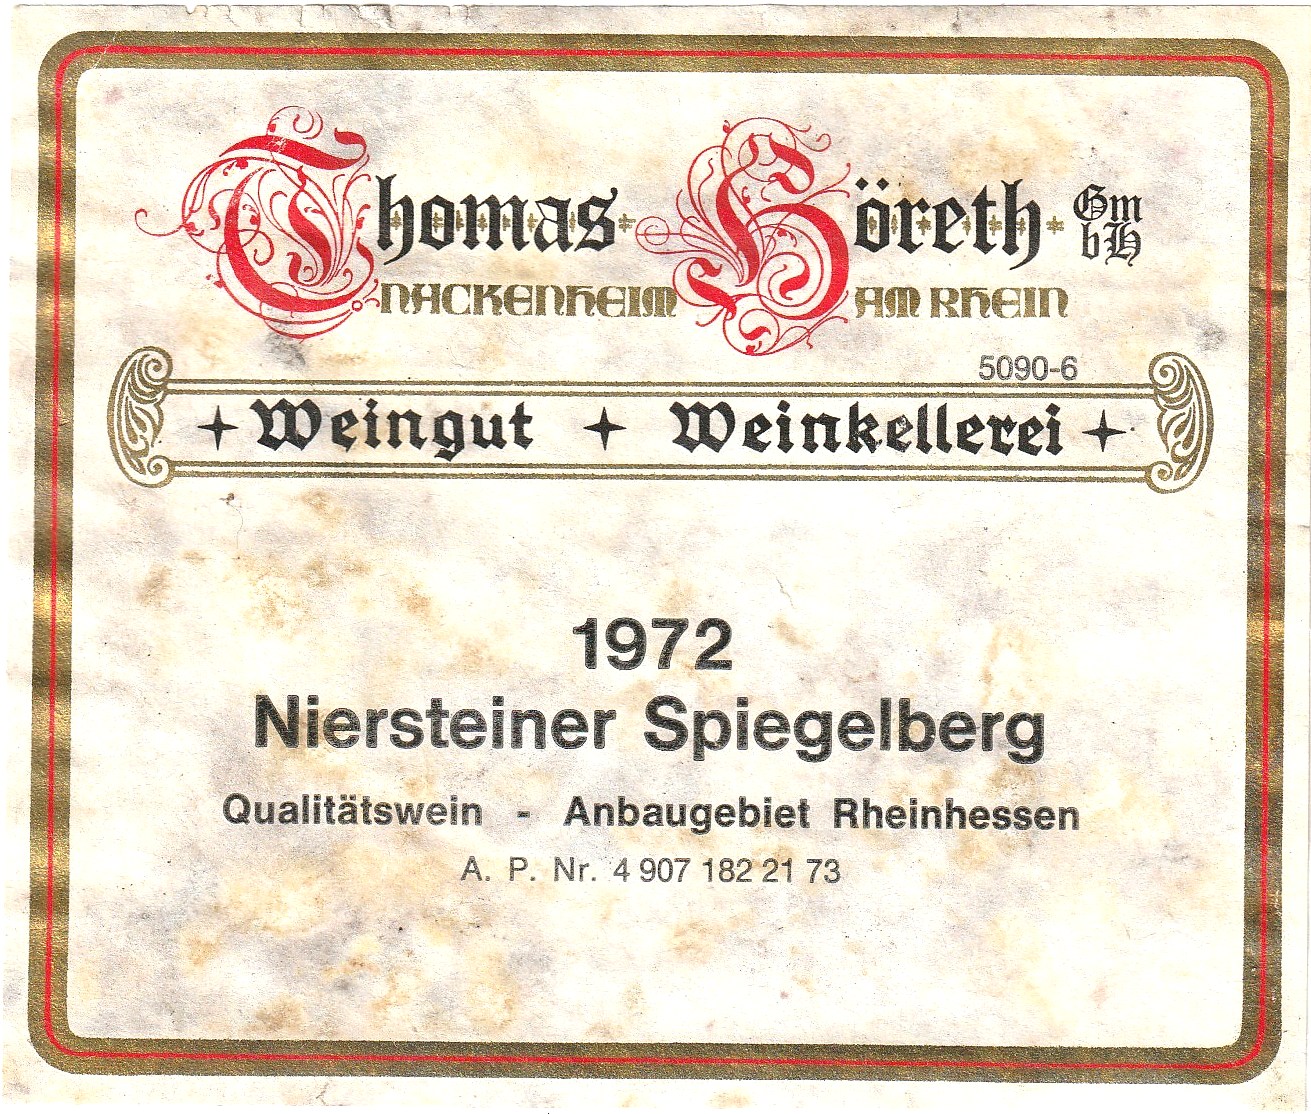 Thomas Höreth GmbH
NACKENHEIM AM RHEIN
5090-6
Weingut Weinkellerei
1972
Niersteiner Spiegelberg
Qualitätswein - Anbaugebiet Rheinhessen
A. P. Nr. 4 907 182 21 73